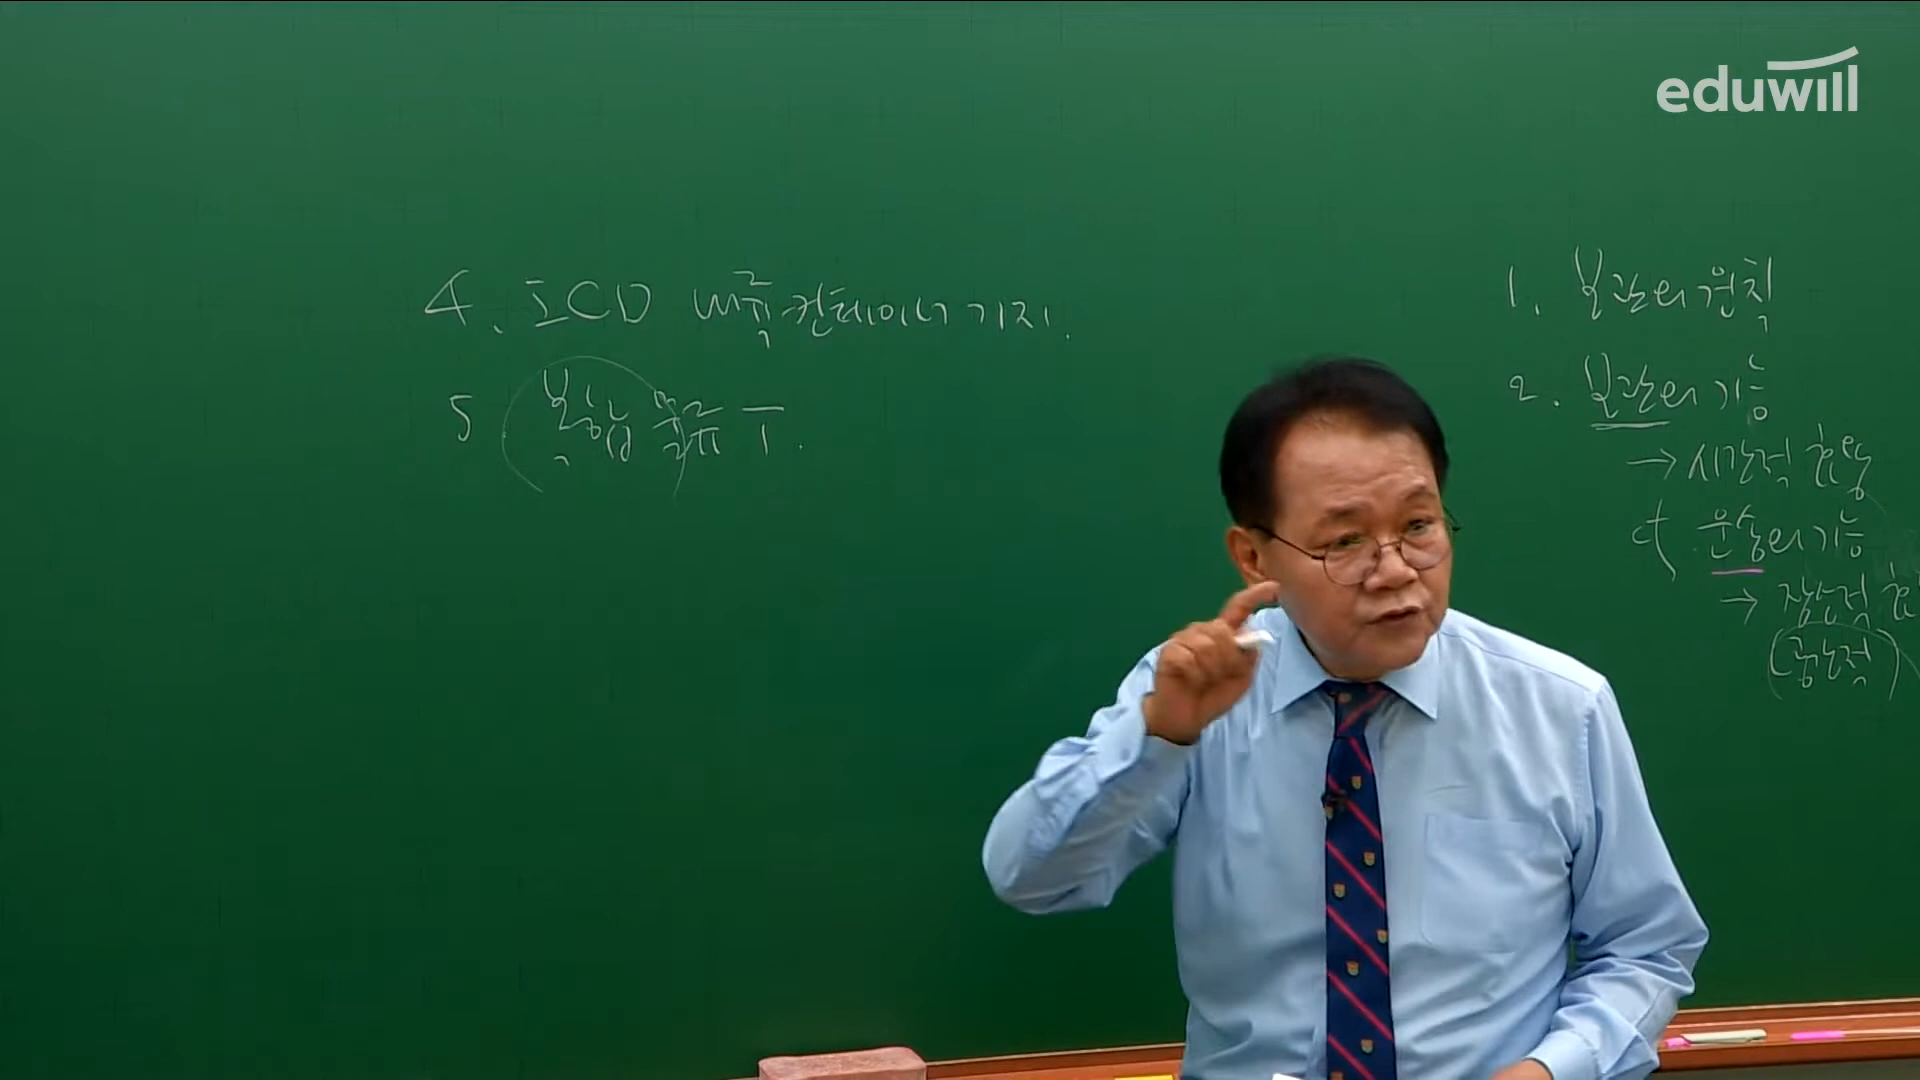 eduwill
4. ICD 내륙컨테이너기지.
5 복합물류 T.
1. 보관의 원칙
2. 보관의 기능
→ 시간적 효용
cf. 운송의 기능
→ 장소적 효
(공간적)